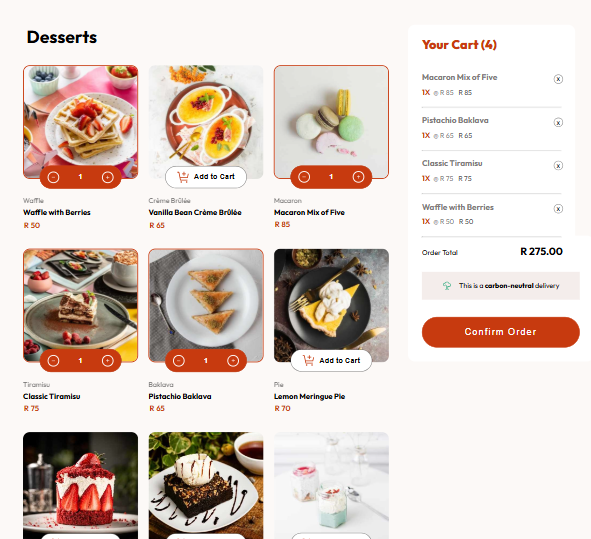 Desserts
1
Add to Cart
1
Waffle
Waffle with Berries
R 50
Crème Brûlée
Vanilla Bean Crème Brûlée
R 65
Macaron
Macaron Mix of Five
R 85
1
1
Add to Cart
Tiramisu
Classic Tiramisu
R 75
Baklava
Pistachio Baklava
R 65
Pie
Lemon Meringue Pie
R 70
Your Cart (4)
Macaron Mix of Five
1X @ R 85 R 85
Pistachio Baklava
1X @ R 65 R 65
Classic Tiramisu
1X @ R 75 R 75
Waffle with Berries
1X @ R 50 R 50
Order Total R 275.00
This is a carbon-neutral delivery
Confirm Order